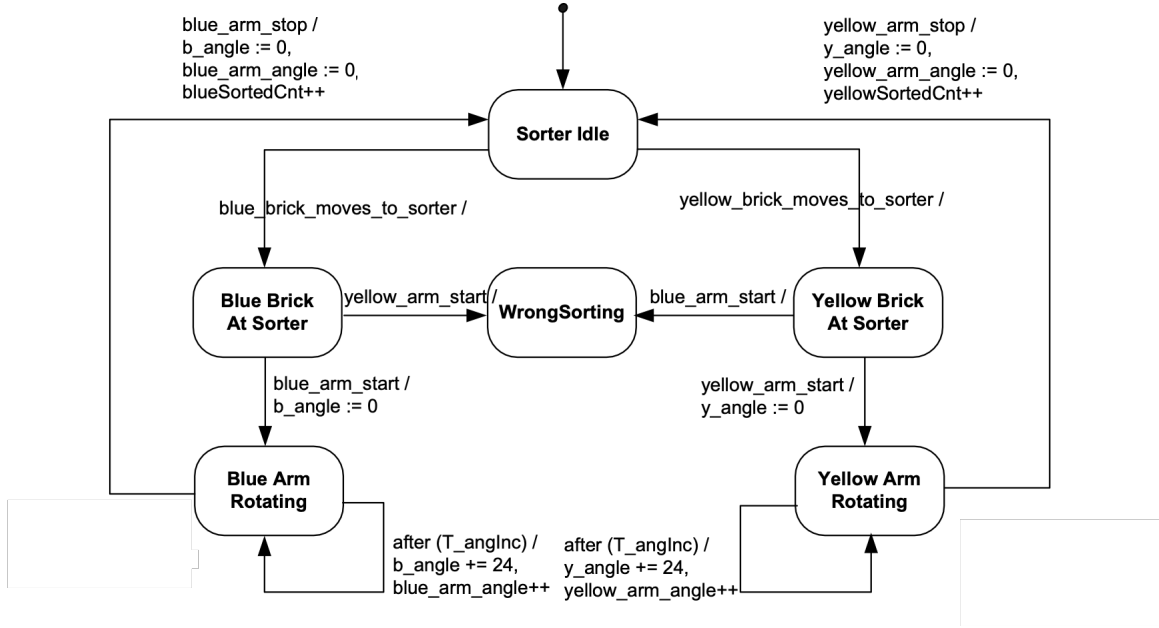 blue_arm_stop /
b_angle := 0,
blue_arm_angle := 0,
blueSortedCnt++
yellow_arm_stop /
y_angle := 0,
yellow_arm_angle := 0,
yellowSortedCnt++
Sorter Idle
blue_brick_moves_to_sorter /
yellow_brick_moves_to_sorter /
Blue Brick
At Sorter
yellow_arm_start /
WrongSorting
blue_arm_start /
Yellow Brick
At Sorter
blue_arm_start /
b_angle := 0
yellow_arm_start /
y_angle := 0
Blue Arm
Rotating
Yellow Arm
Rotating
after (T_angInc) /
b_angle += 24,
blue_arm_angle++
after (T_angInc) /
y_angle += 24,
yellow_arm_angle++